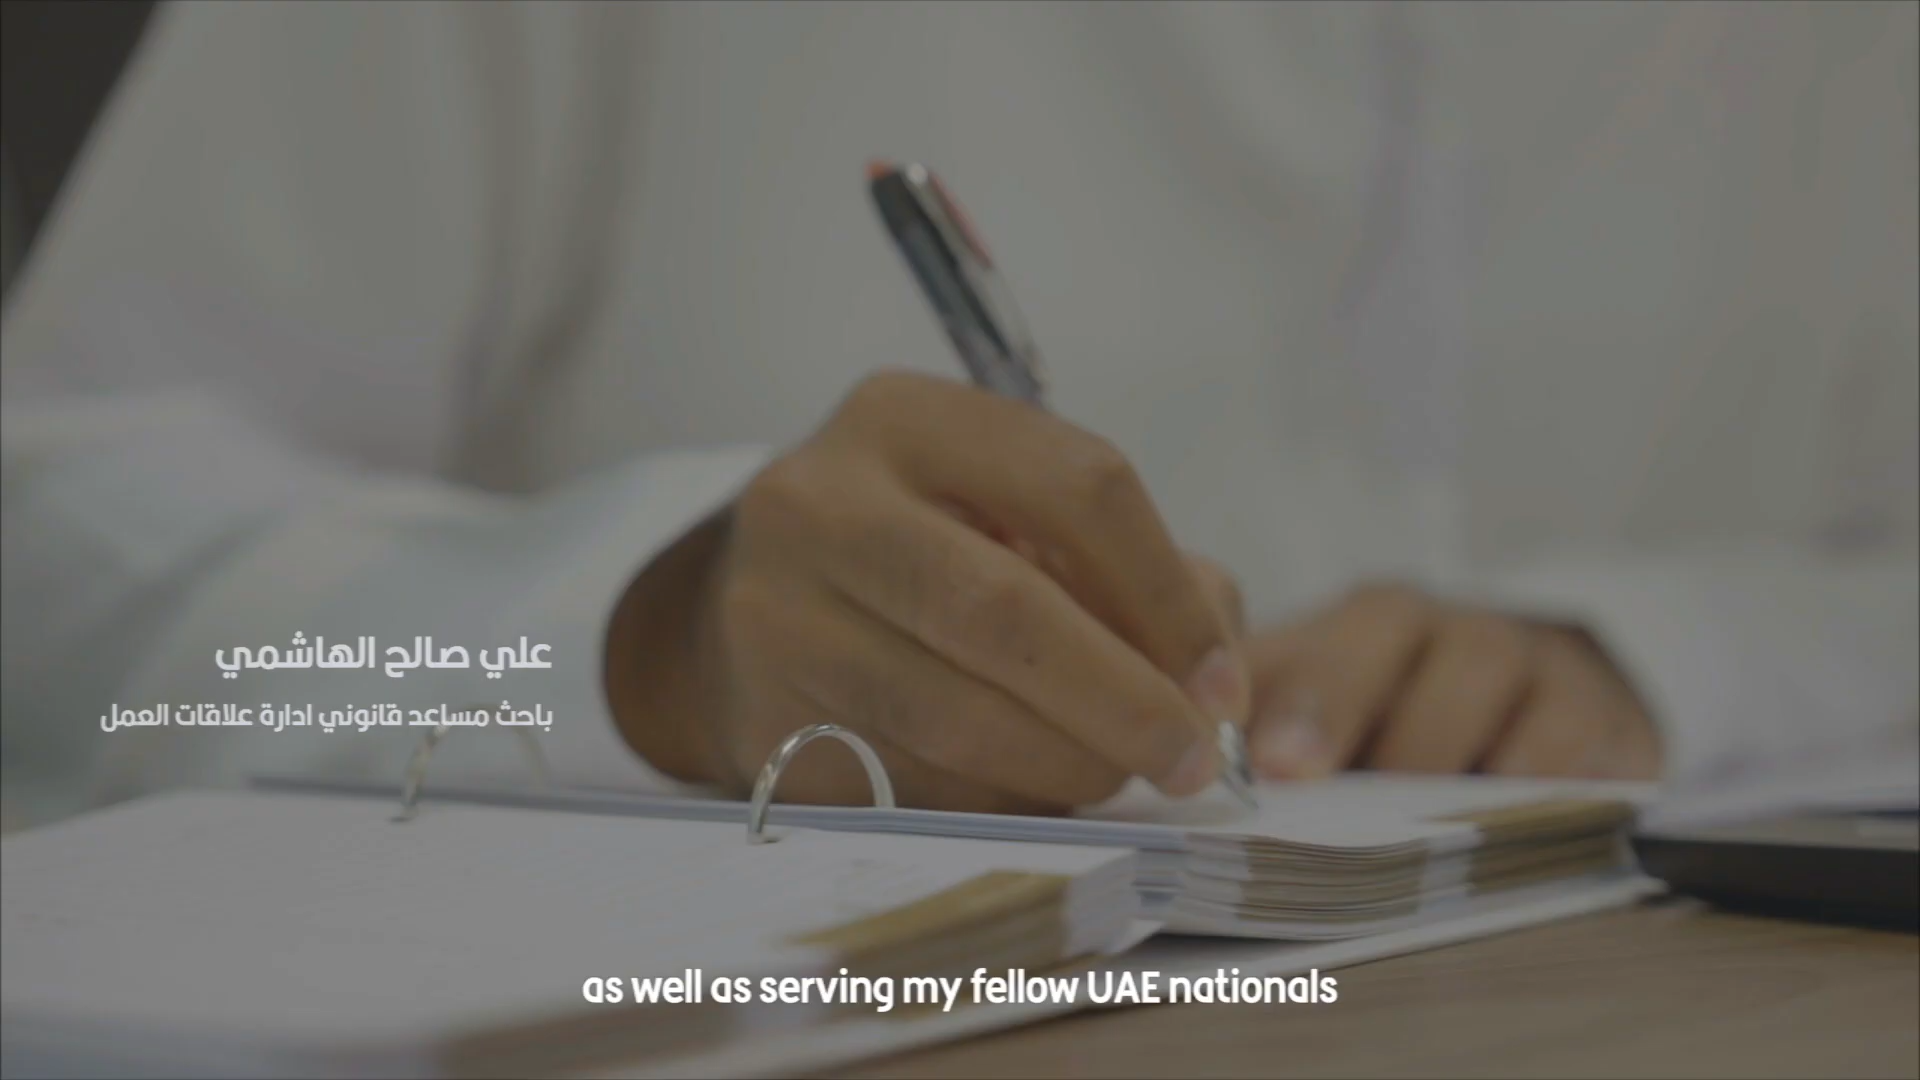 علي صالح الهاشمي
باحث مساعد قانوني ادارة علاقات العمل
as well as serving my fellow UAE nationals